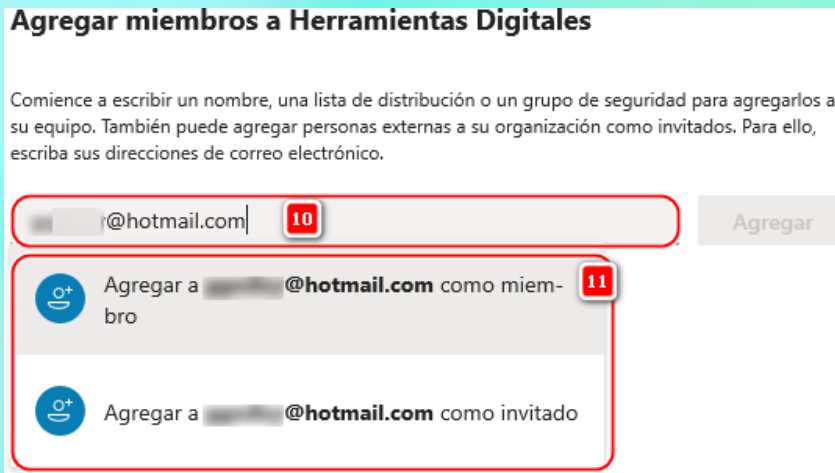 Agregar miembros a Herramientas Digitales
Comience a escribir un nombre, una lista de distribución o un grupo de seguridad para agregarlos a
su equipo. También puede agregar personas externas a su organización como invitados. Para ello,
escriba sus direcciones de correo electrónico.
@hotmail.com 10 Agregar
Agregar a @hotmail.com como miem- 11
bro
Agregar a @hotmail.com como invitado